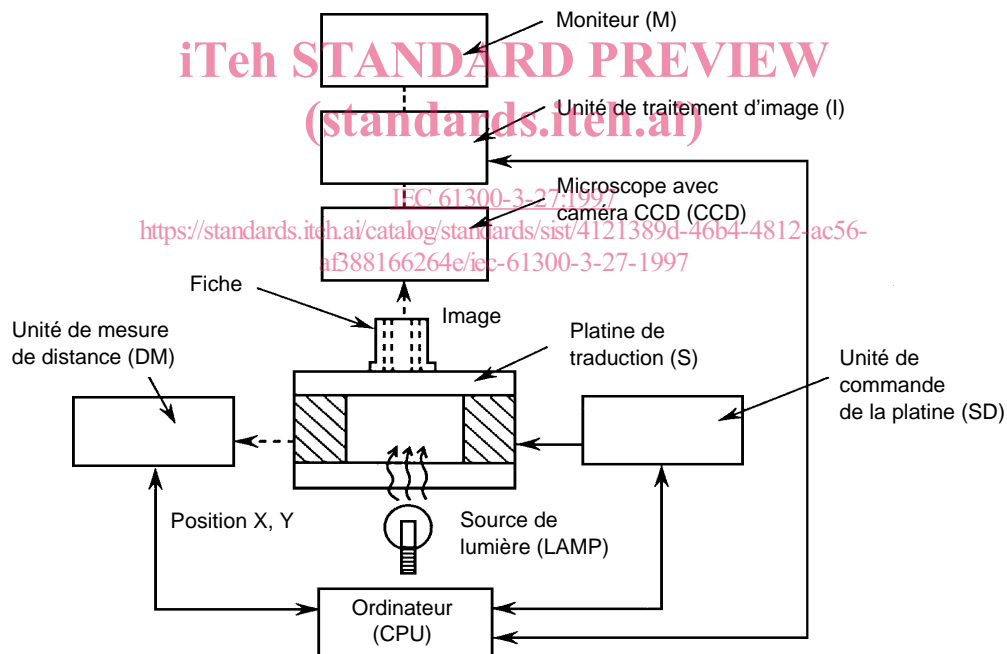 Moniteur (M)
iTeh STANDARD PREVIEW
Unité de traitement d'image (I)
(standards.iteh.ai)
IEC 61300-3-27:1997
Microscope avec
caméra CCD (CCD)
https://standards.iteh.ai/catalog/standards/sist/4121389d-46b4-4812-ac56-
af388166264e/iec-61300-3-27-1997
Fiche
Image
Unité de mesure
de distance (DM)
Platine de
traduction (S)
Unité de
commande
de la platine (SD)
Position X, Y
Source de
lumière (LAMP)
Ordinateur
(CPU)